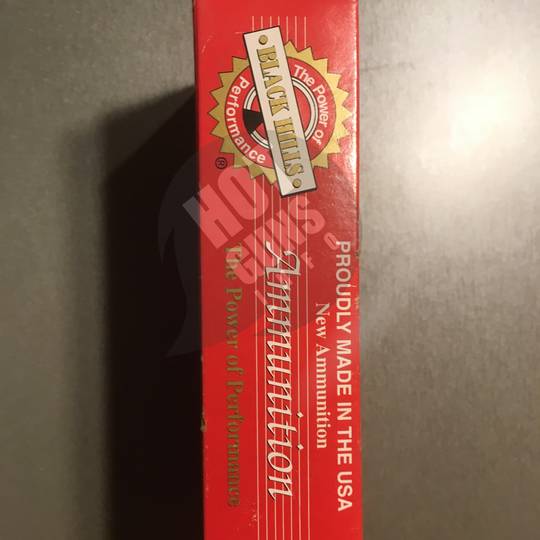 The Power of
BLACK HILLS
Performance
®
Ammunition
The Power of Performance
PROUDLY MADE IN THE USA
New Ammunition